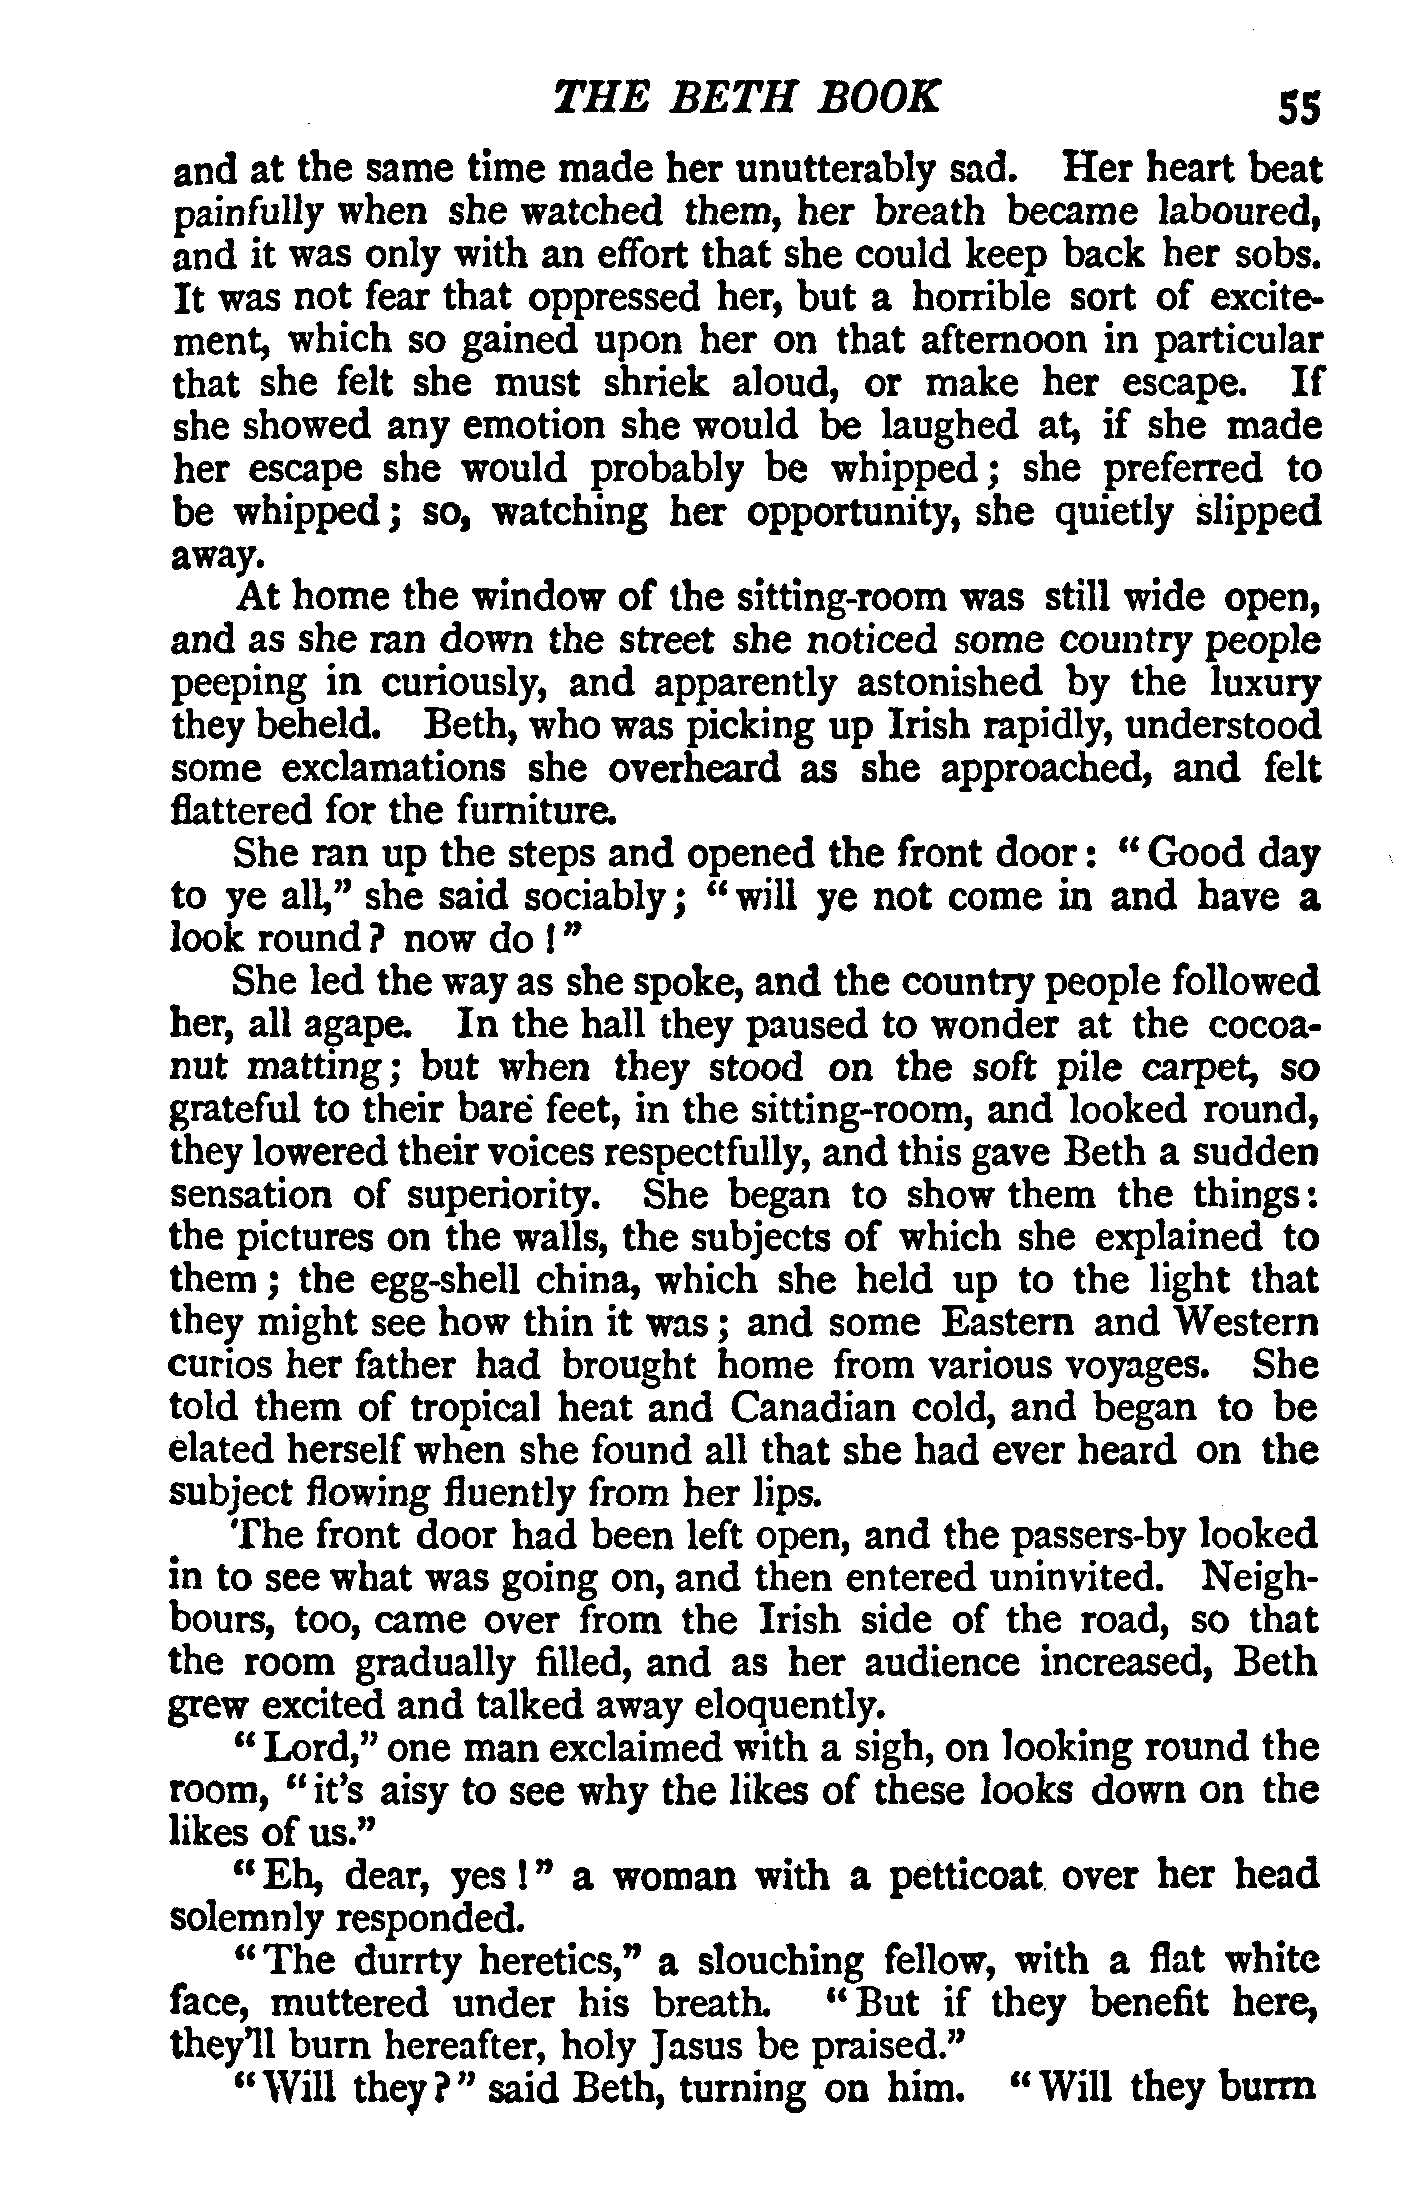 THE BETH BOOK 55
and at the same time made her unutterably sad. Her heart beat
painfully when she watched them, her breath became laboured,
and it was only with an effort that she could keep back her sobs.
It was not fear that oppressed her, but a horrible sort of excite-
ment, which so gained upon her on that afternoon in particular
that she felt she must shriek aloud, or make her escape. If
she showed any emotion she would be laughed at, if she made
her escape she would probably be whipped; she preferred to
be whipped; so, watching her opportunity, she quietly slipped
away.
At home the window of the sitting-room was still wide open,
and as she ran down the street she noticed some country people
peeping in curiously, and apparently astonished by the luxury
they beheld. Beth, who was picking up Irish rapidly, understood
some exclamations she overheard as she approached, and felt
flattered for the furniture.
She ran up the steps and opened the front door: "Good day
to ye all," she said sociably; "will ye not come in and have a
look round? now do!"
She led the way as she spoke, and the country people followed
her, all agape. In the hall they paused to wonder at the cocoa-
nut matting; but when they stood on the soft pile carpet, so
grateful to their bare feet, in the sitting-room, and looked round,
they lowered their voices respectfully, and this gave Beth a sudden
sensation of superiority. She began to show them the things:
the pictures on the walls, the subjects of which she explained to
them; the egg-shell china, which she held up to the light that
they might see how thin it was; and some Eastern and Western
curios her father had brought home from various voyages. She
told them of tropical heat and Canadian cold, and began to be
elated herself when she found all that she had ever heard on the
subject flowing fluently from her lips.
The front door had been left open, and the passers-by looked
in to see what was going on, and then entered uninvited. Neigh-
bours, too, came over from the Irish side of the road, so that
the room gradually filled, and as her audience increased, Beth
grew excited and talked away eloquently.
"Lord," one man exclaimed with a sigh, on looking round the
room, "it's aisy to see why the likes of these looks down on the
likes of us."
"Eh, dear, yes!" a woman with a petticoat over her head
solemnly responded.
"The durrty heretics," a slouching fellow, with a flat white
face, muttered under his breath. "But if they benefit here,
they'll burn hereafter, holy Jasus be praised."
"Will they?" said Beth, turning on him. "Will they burrn